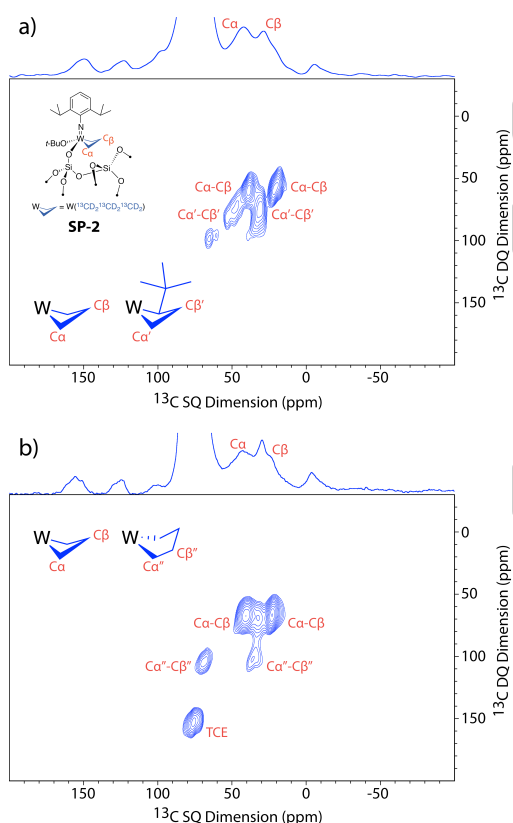 a)
Cα
Cβ
N
t-BuO
W
Cβ
Cα
O
Si
O
Si
O
O
O
O
W = W(¹³CD₂¹³CD₂¹³CD₂)
SP-2
Cα-Cβ
Cα-Cβ
Cα′-Cβ′
Cα′-Cβ′
W
Cβ
Cα
W
Cβ′
Cα′
0
50
100
150
¹³C DQ Dimension (ppm)
150
100
50
0
-50
¹³C SQ Dimension (ppm)
b)
Cα
Cβ
W
Cβ
Cα
W
Cβ″
Cα″
Cα-Cβ
Cα-Cβ
Cα″-Cβ″
Cα″-Cβ″
TCE
0
50
100
150
¹³C DQ Dimension (ppm)
150
100
50
0
-50
¹³C SQ Dimension (ppm)